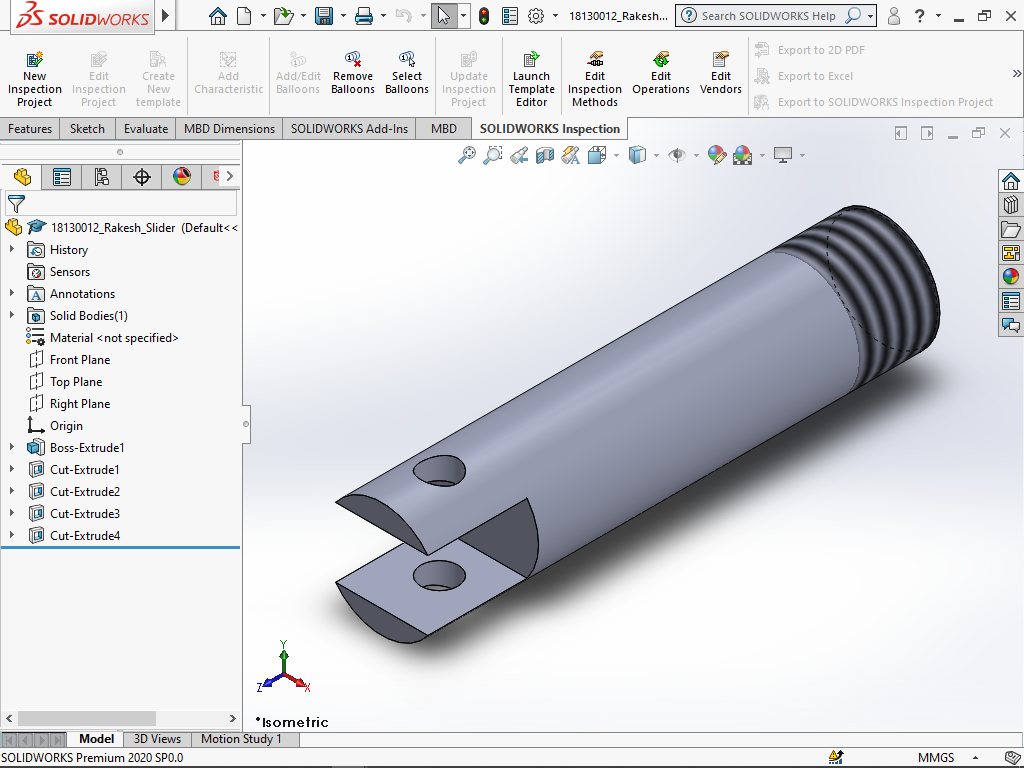 SOLIDWORKS
18130012_Rakesh...
Search SOLIDWORKS Help
New Inspection Project
Edit Inspection Project
Create New template
Add Characteristic
Add/Edit Balloons
Remove Balloons
Select Balloons
Update Inspection Project
Launch Template Editor
Edit Inspection Methods
Edit Operations
Edit Vendors
Export to 2D PDF
Export to Excel
Export to SOLIDWORKS Inspection Project
Features Sketch Evaluate MBD Dimensions SOLIDWORKS Add-Ins MBD SOLIDWORKS Inspection
18130012_Rakesh_Slider (Default<<
History
Sensors
Annotations
Solid Bodies(1)
Material <not specified>
Front Plane
Top Plane
Right Plane
Origin
Boss-Extrude1
Cut-Extrude1
Cut-Extrude2
Cut-Extrude3
Cut-Extrude4
Y
Z X
*Isometric
Model 3D Views Motion Study 1
SOLIDWORKS Premium 2020 SP0.0
MMGS